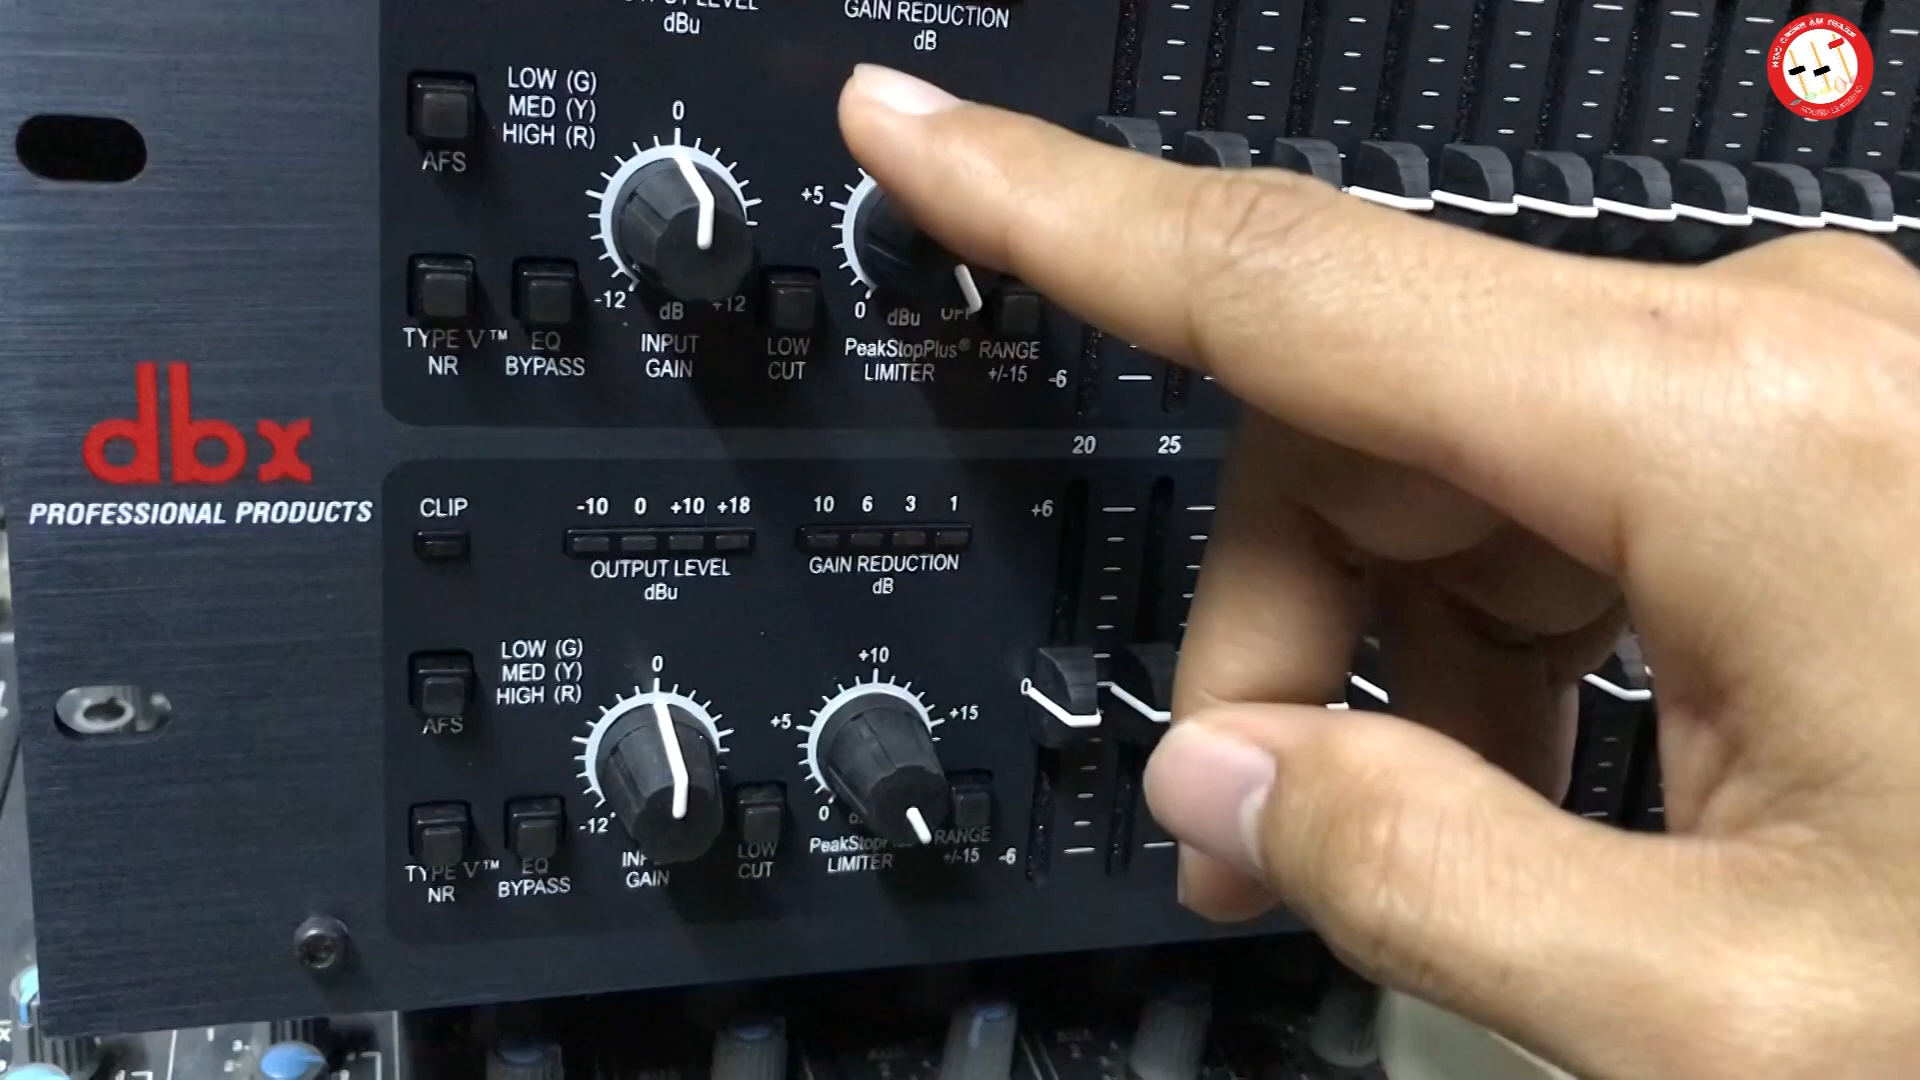 GAIN REDUCTION
dBu
dB
LOW (G)
MED (Y)
HIGH (R)
AFS
0
+5
-12
dB
+12
0
dBu
OFF
TYPE V™
NR
EQ
BYPASS
INPUT
GAIN
LOW
CUT
PeakStopPlus®
LIMITER
RANGE
+/-15
-6
dbx
PROFESSIONAL PRODUCTS
20
25
CLIP
-10
0
+10
+18
OUTPUT LEVEL
dBu
10
6
3
1
GAIN REDUCTION
dB
+6
LOW (G)
MED (Y)
HIGH (R)
AFS
0
-12
+10
+5
+15
0
0
TYPE V™
NR
EQ
BYPASS
GAIN
LOW
CUT
LIMITER
RANGE
+/-15
-6